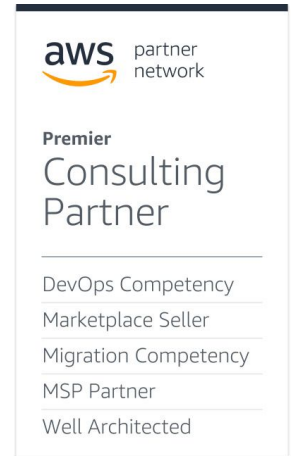 aws partner
network
Premier
Consulting
Partner
DevOps Competency
Marketplace Seller
Migration Competency
MSP Partner
Well Architected